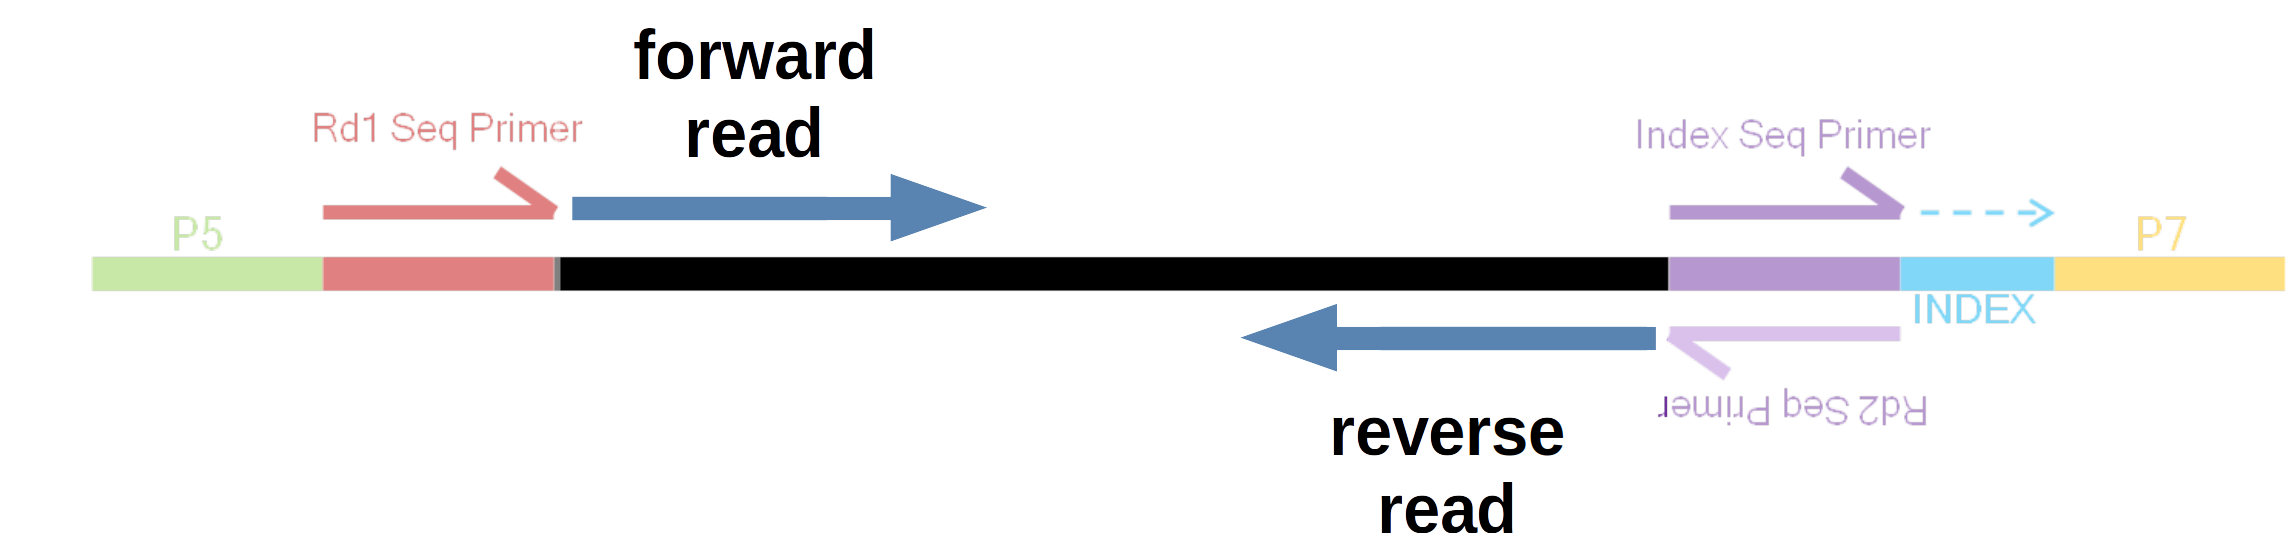 forward
read
Rd1 Seq Primer
Index Seq Primer
P5
P7
INDEX
Rd2 Seq Primer
reverse
read